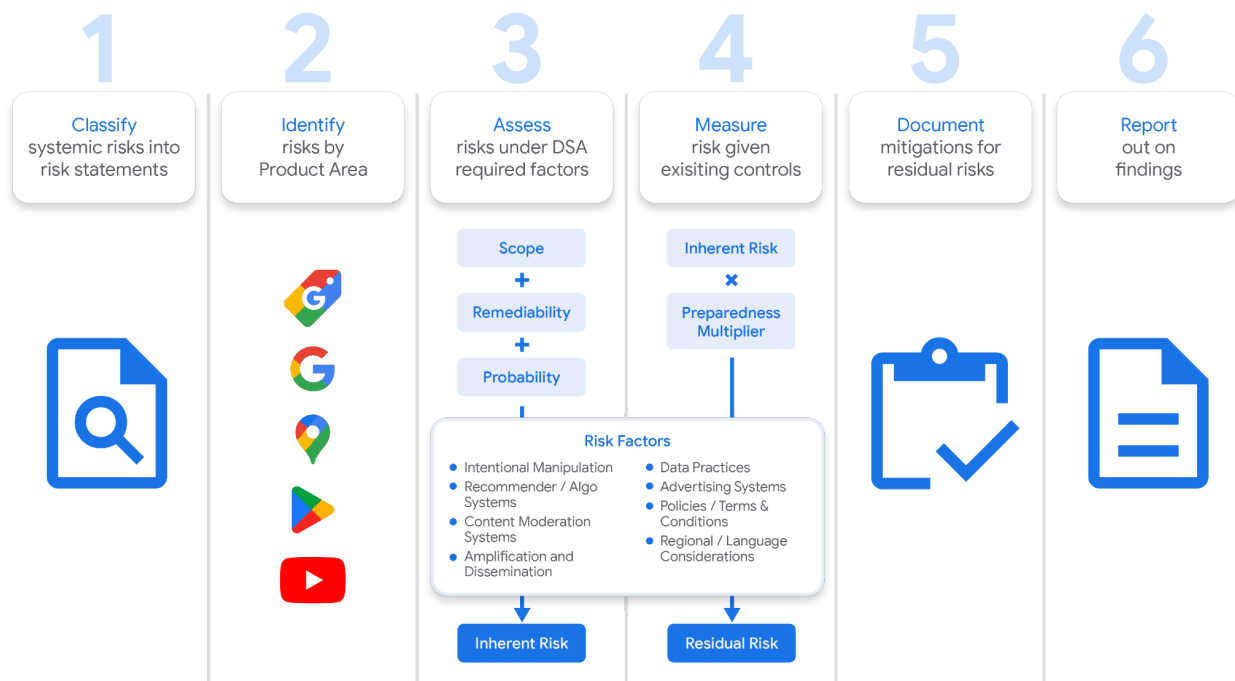 1
Classify
systemic risks into
risk statements
2
Identify
risks by
Product Area
3
Assess
risks under DSA
required factors
Scope
+
Remediability
+
Probability
4
Measure
risk given
exisiting controls
Inherent Risk
×
Preparedness
Multiplier
Risk Factors
Intentional Manipulation
Recommender / Algo
Systems
Content Moderation
Systems
Amplification and
Dissemination
Data Practices
Advertising Systems
Policies / Terms &
Conditions
Regional / Language
Considerations
Inherent Risk
Residual Risk
5
Document
mitigations for
residual risks
6
Report
out on
findings